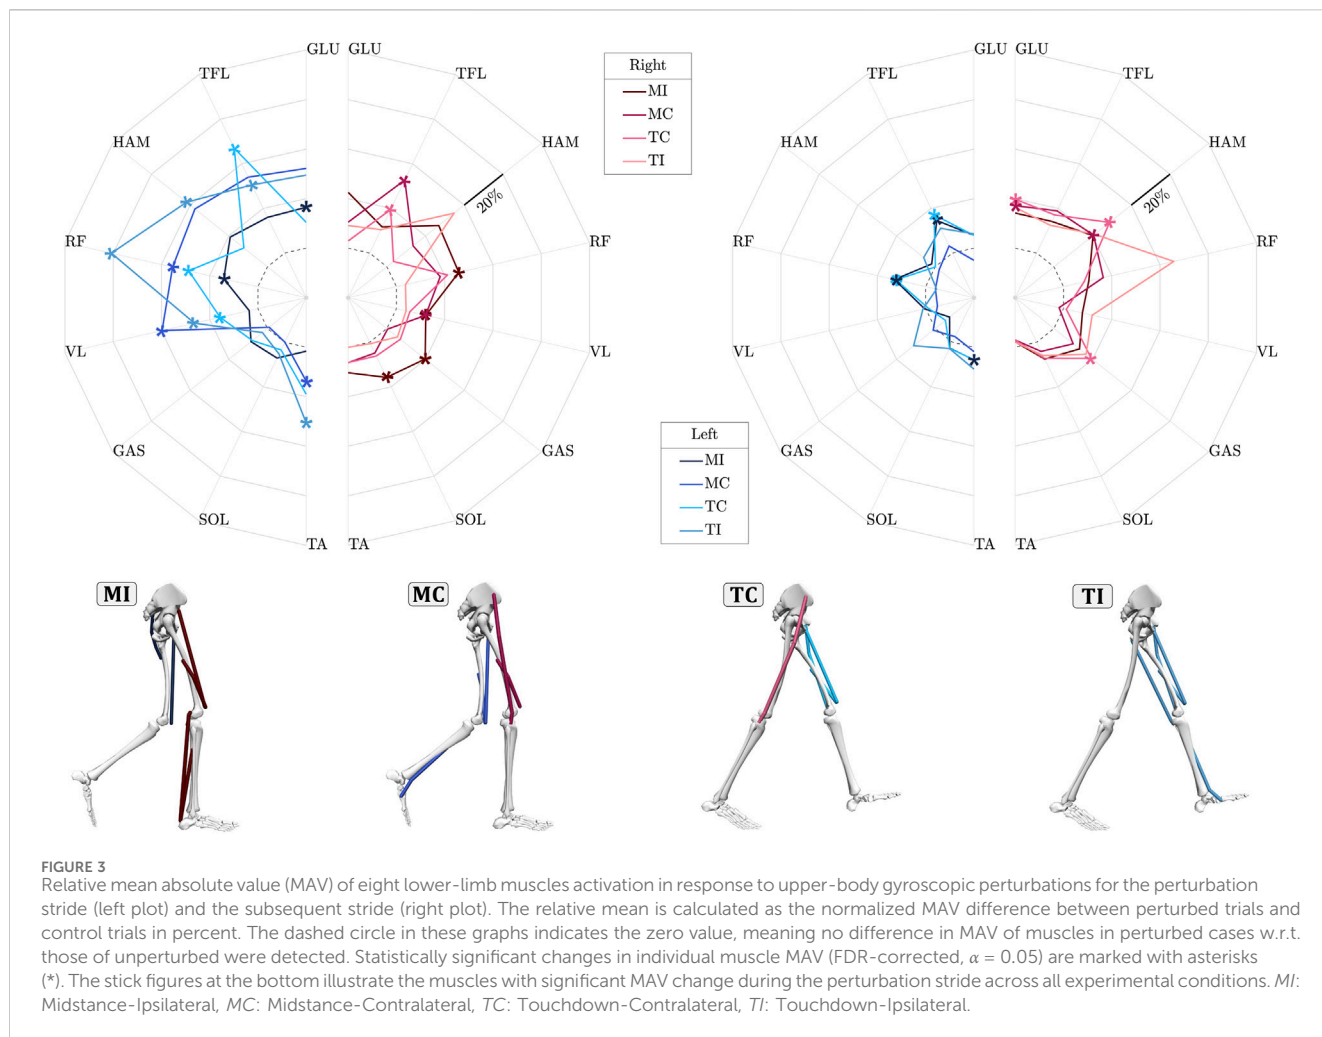 GLU
GLU
TFL
TFL
HAM
HAM
RF
RF
VL
VL
GAS
GAS
SOL
SOL
TA
TA
20%
Right
MI
MC
TC
TI
GLU
GLU
TFL
TFL
HAM
HAM
RF
RF
VL
VL
GAS
GAS
SOL
SOL
TA
TA
20%
Left
MI
MC
TC
TI
MI
MC
TC
TI
FIGURE 3
Relative mean absolute value (MAV) of eight lower-limb muscles activation in response to upper-body gyroscopic perturbations for the perturbation
stride (left plot) and the subsequent stride (right plot). The relative mean is calculated as the normalized MAV difference between perturbed trials and
control trials in percent. The dashed circle in these graphs indicates the zero value, meaning no difference in MAV of muscles in perturbed cases w.r.t.
those of unperturbed were detected. Statistically significant changes in individual muscle MAV (FDR-corrected, α = 0.05) are marked with asterisks
(*). The stick figures at the bottom illustrate the muscles with significant MAV change during the perturbation stride across all experimental conditions. MI:
Midstance-Ipsilateral, MC: Midstance-Contralateral, TC: Touchdown-Contralateral, TI: Touchdown-Ipsilateral.